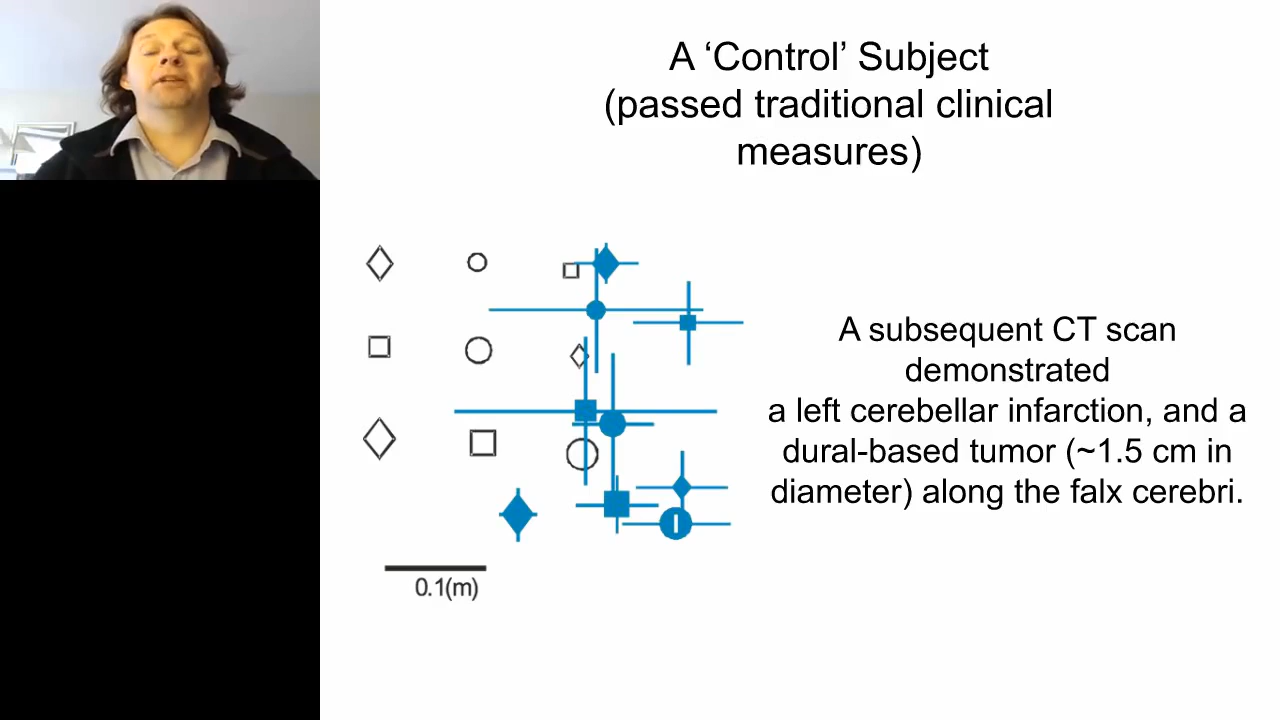 A ‘Control’ Subject
(passed traditional clinical
measures)
A subsequent CT scan
demonstrated
a left cerebellar infarction, and a
dural-based tumor (~1.5 cm in
diameter) along the falx cerebri.
0.1(m)